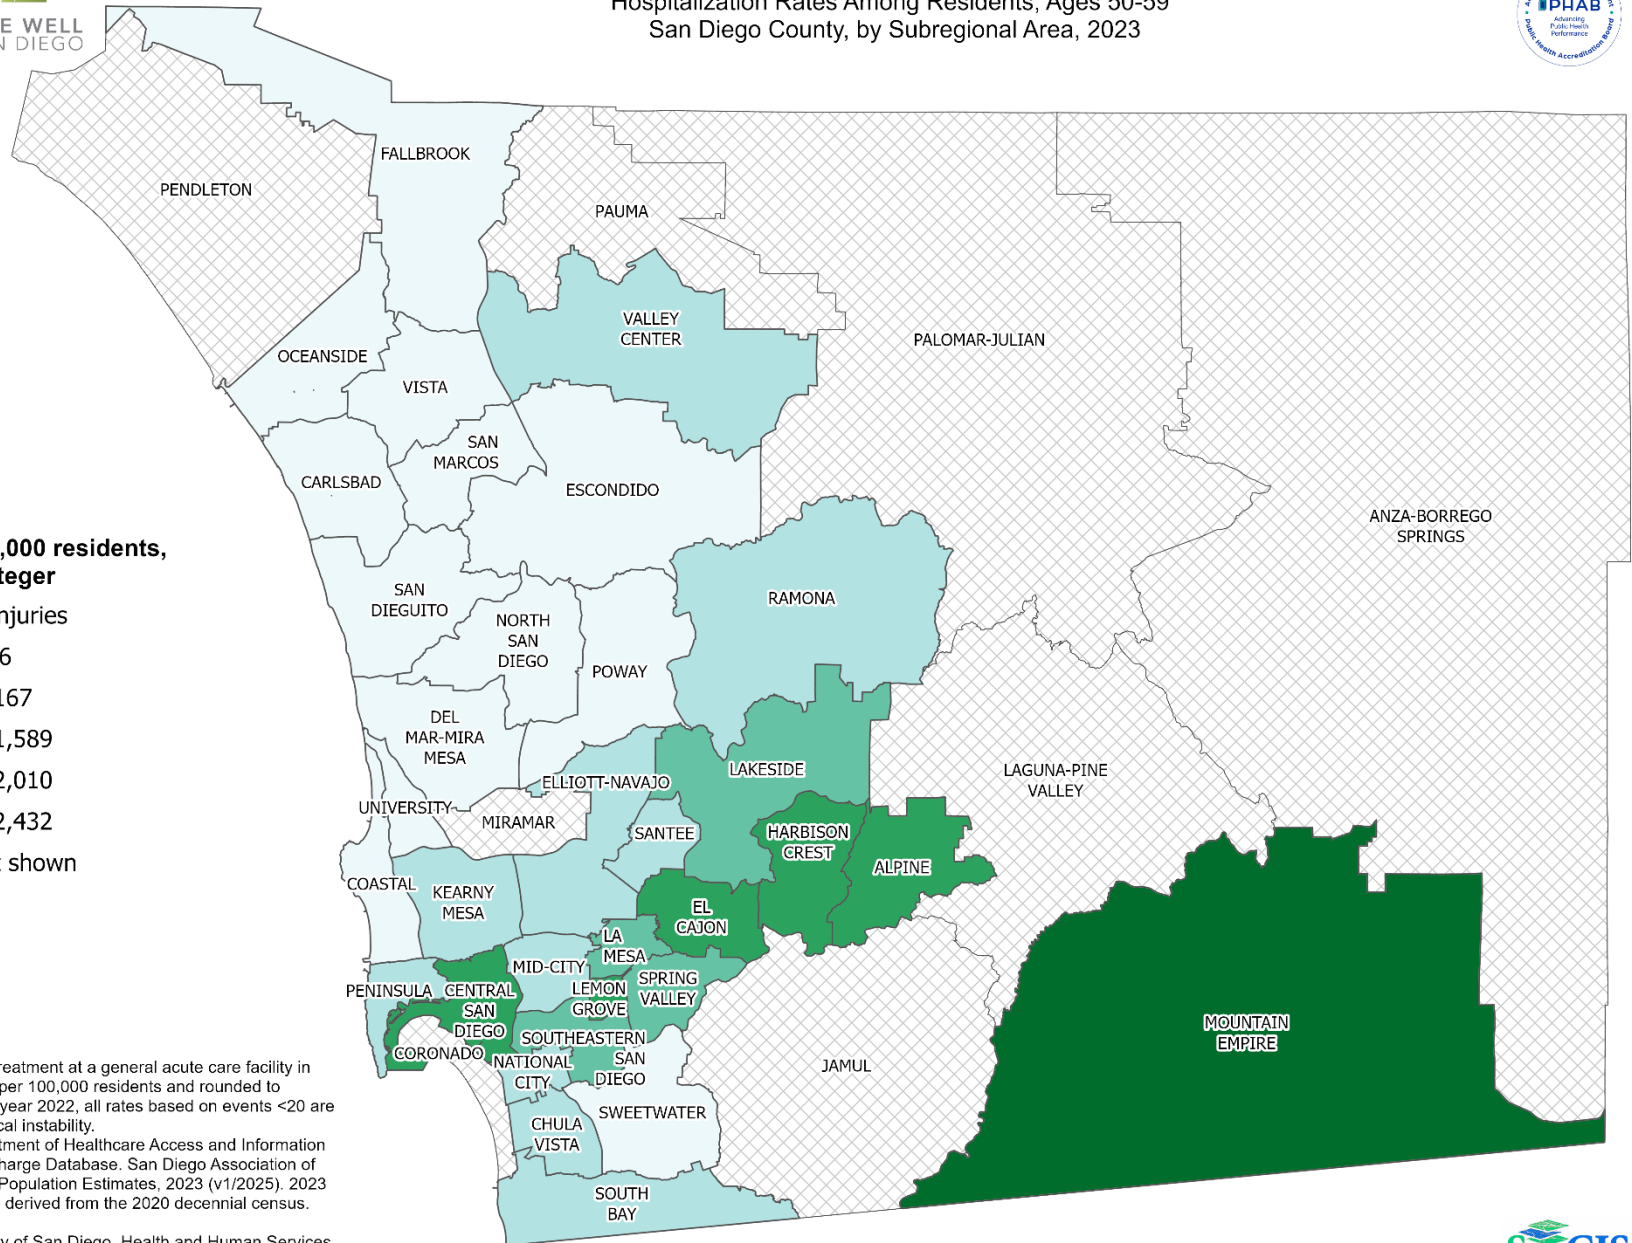 E WELL
N DIEGO
Hospitalization Rates Among Residents, Ages 50-59
San Diego County, by Subregional Area, 2023
PHAB
Advancing
Public Health
Performance
Public Health Accreditation Board
FALLBROOK
PENDLETON
PAUMA
VALLEY
CENTER
PALOMAR-JULIAN
OCEANSIDE
VISTA
SAN
MARCOS
CARLSBAD
ESCONDIDO
ANZA-BORREGO
SPRINGS
,000 residents,
teger
njuries
6
167
1,589
2,010
2,432
t shown
SAN
DIEGUITO
NORTH
SAN
DIEGO
RAMONA
POWAY
DEL
MAR-MIRA
MESA
ELLIOTT-NAVAJO
LAKESIDE
LAGUNA-PINE
VALLEY
UNIVERSITY
MIRAMAR
SANTEE
HARBISON
CREST
ALPINE
COASTAL
KEARNY
MESA
EL
CAJON
LA
MESA
MID-CITY
SPRING
VALLEY
PENINSULA
CENTRAL
SAN
DIEGO
LEMON
GROVE
SOUTHEASTERN
SAN
DIEGO
CORONADO
NATIONAL
CITY
JAMUL
MOUNTAIN
EMPIRE
SWEETWATER
CHULA
VISTA
SOUTH
BAY
reatment at a general acute care facility in
per 100,000 residents and rounded to
year 2022, all rates based on events <20 are
cal instability.
tment of Healthcare Access and Information
harge Database. San Diego Association of
Population Estimates, 2023 (v1/2025). 2023
derived from the 2020 decennial census.
y of San Diego, Health and Human Services